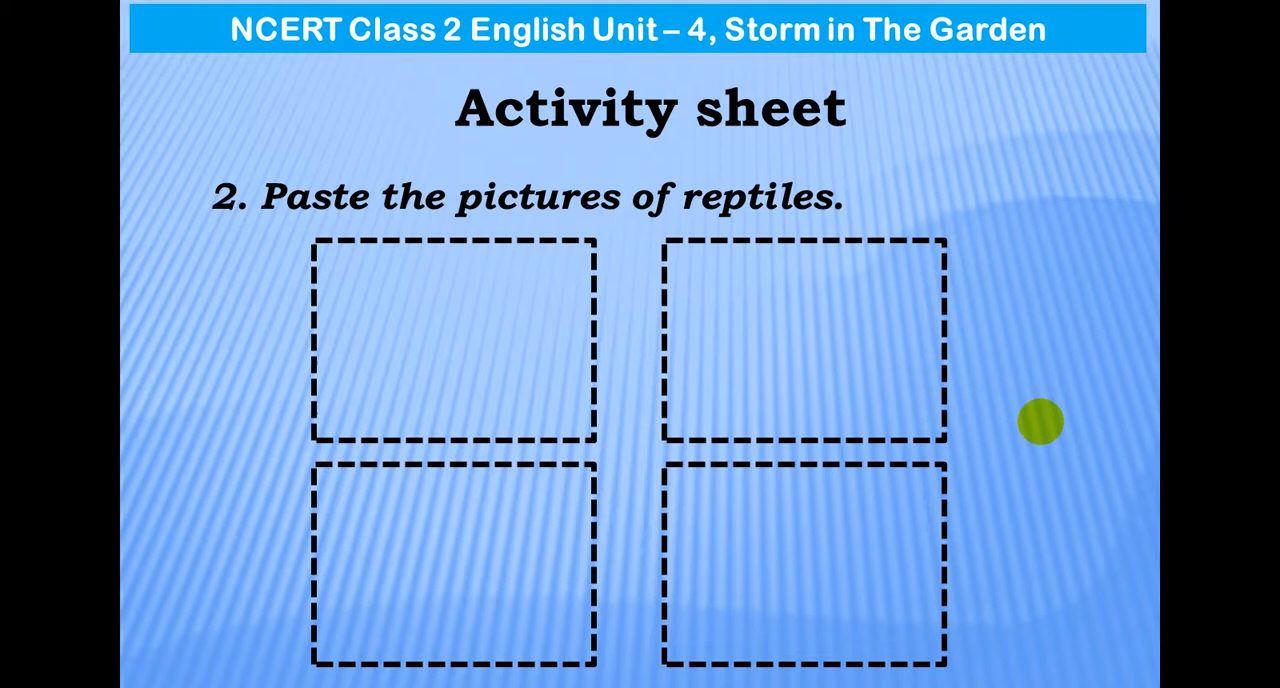 NCERT Class 2 English Unit – 4, Storm in The Garden
Activity sheet
2. Paste the pictures of reptiles.